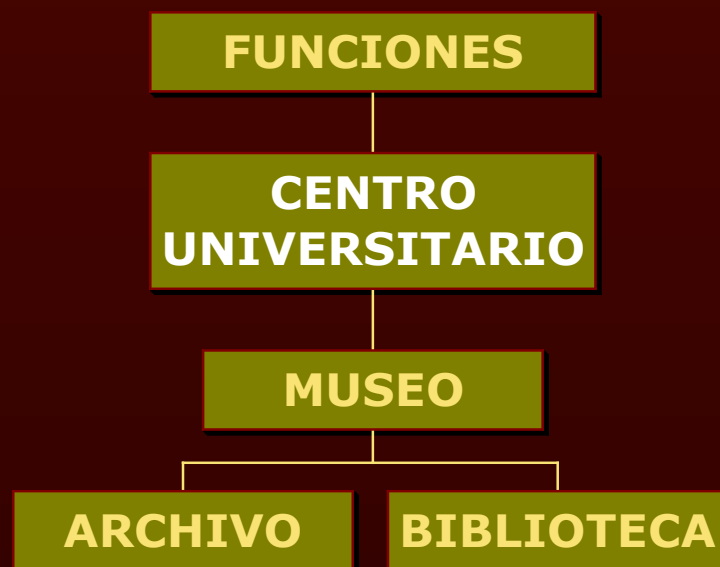 FUNCIONES
CENTRO
UNIVERSITARIO
MUSEO
ARCHIVO
BIBLIOTECA